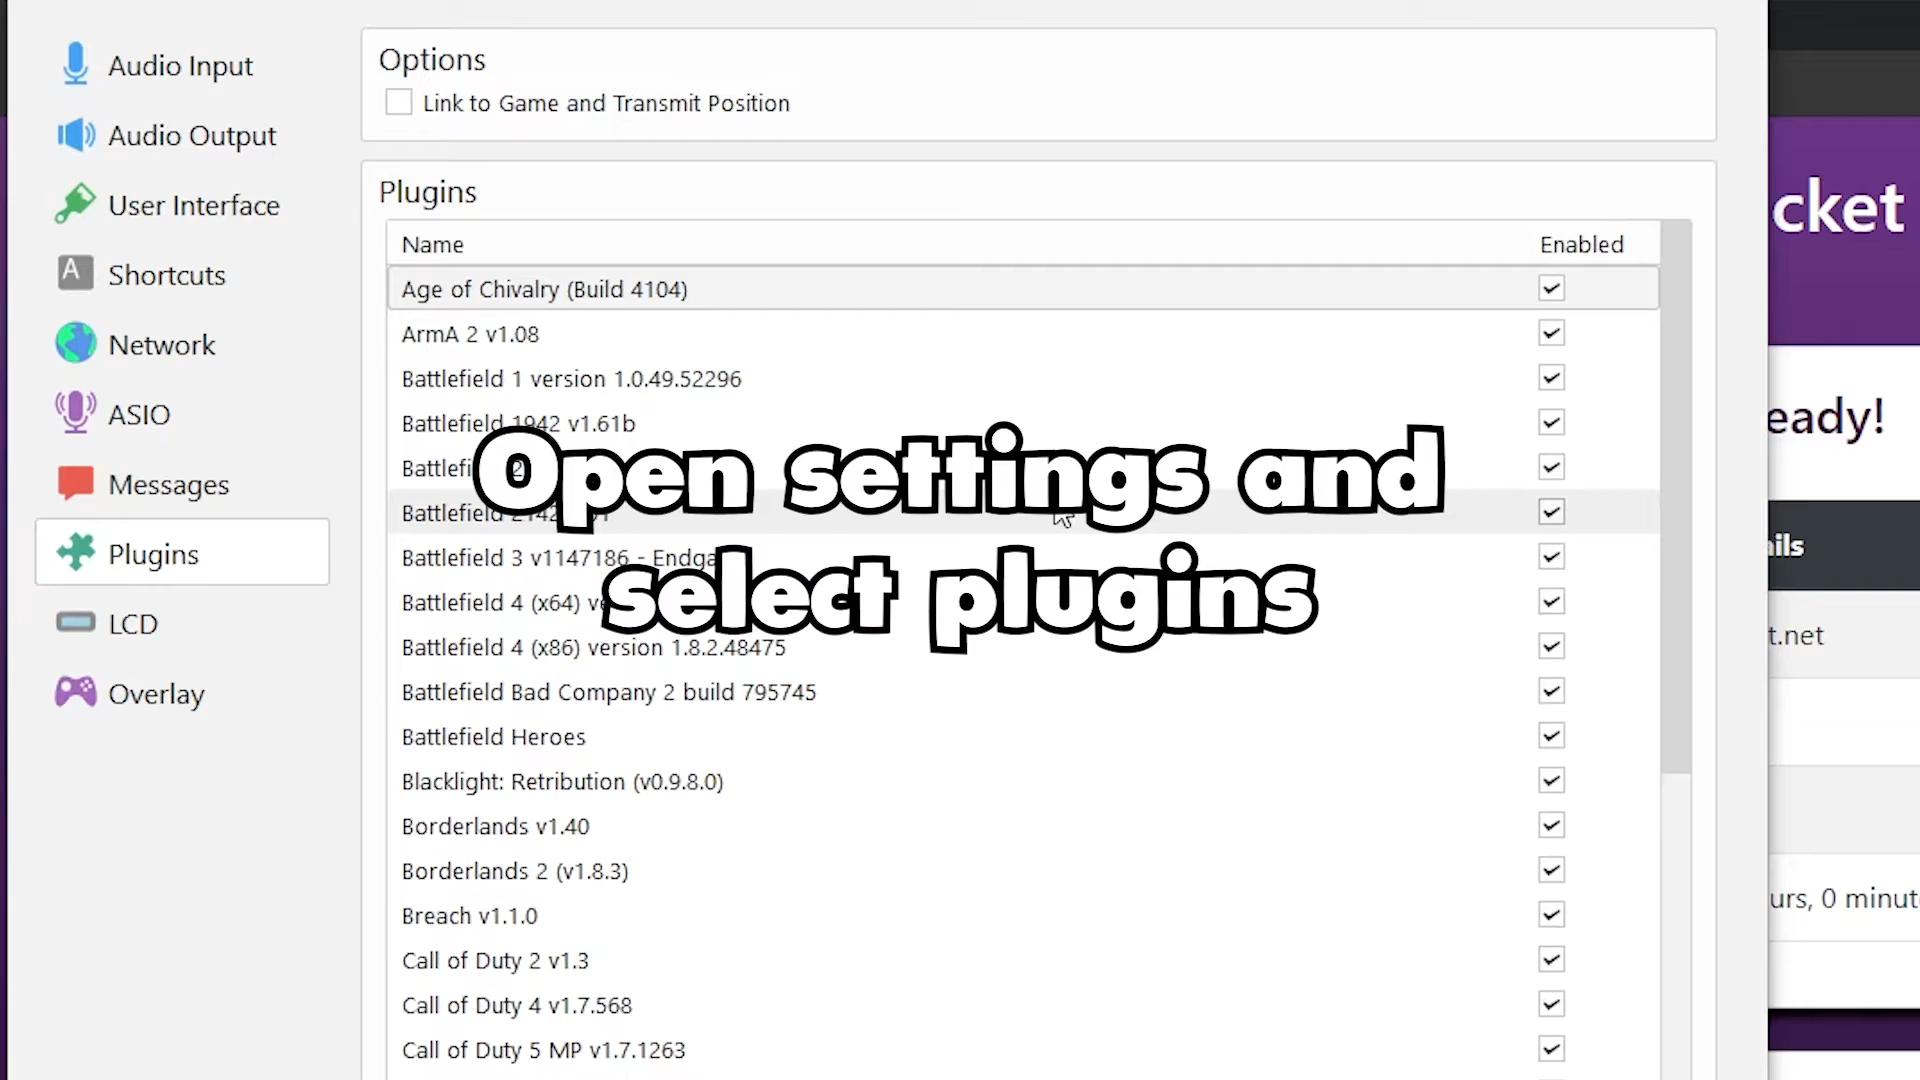 Audio Input
Audio Output
User Interface
A
Shortcuts
Network
ASIO
Messages
Plugins
LCD
Overlay
Options
Link to Game and Transmit Position
Plugins
Name Enabled
Age of Chivalry (Build 4104)
ArmA 2 v1.08
Battlefield 1 version 1.0.49.52296
Battlefield 1942 v1.61b
Battlefi 2
Battlefield 2142
Battlefield 3 v1147186 - Endga
Battlefield 4 (x64) ve
Battlefield 4 (x86) version 1.8.2.48475
Battlefield Bad Company 2 build 795745
Battlefield Heroes
Blacklight: Retribution (v0.9.8.0)
Borderlands v1.40
Borderlands 2 (v1.8.3)
Breach v1.1.0
Call of Duty 2 v1.3
Call of Duty 4 v1.7.568
Call of Duty 5 MP v1.7.1263
Open settings and
select plugins
cket
eady!
ils
t.net
urs, 0 minut